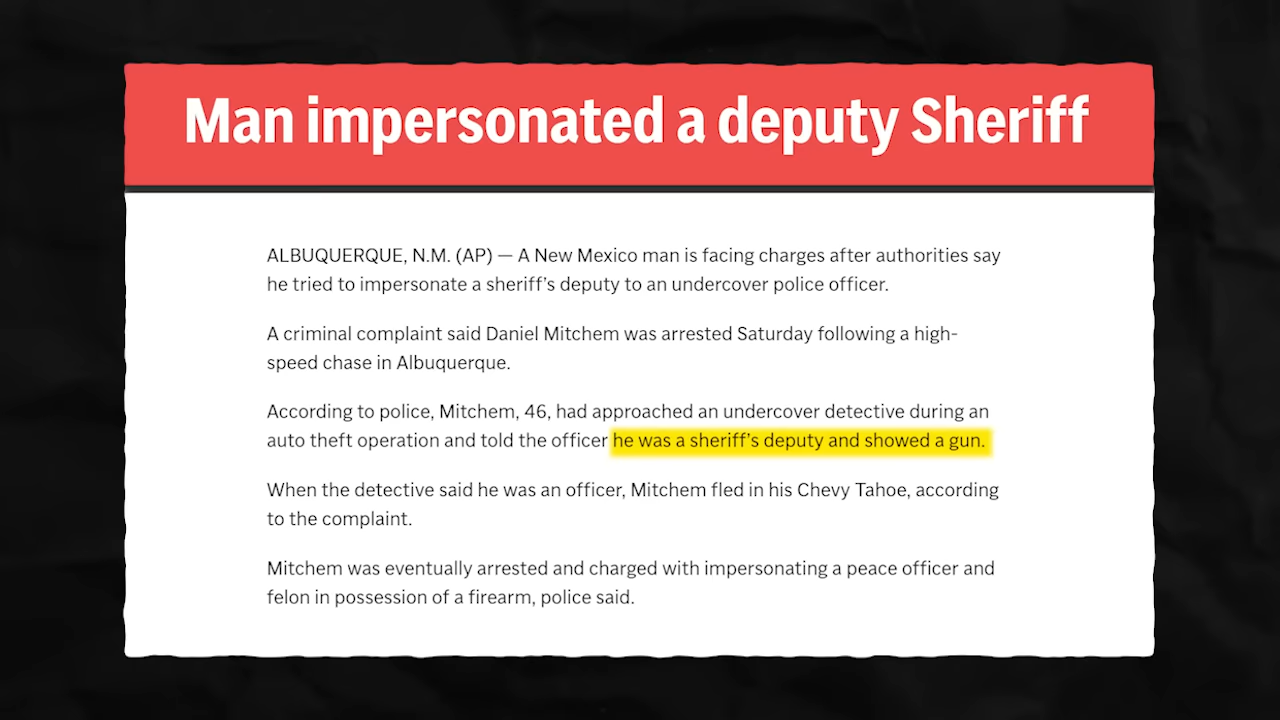 Man impersonated a deputy Sheriff
ALBUQUERQUE, N.M. (AP) — A New Mexico man is facing charges after authorities say
he tried to impersonate a sheriff’s deputy to an undercover police officer.
A criminal complaint said Daniel Mitchem was arrested Saturday following a high-
speed chase in Albuquerque.
According to police, Mitchem, 46, had approached an undercover detective during an
auto theft operation and told the officer he was a sheriff’s deputy and showed a gun.
When the detective said he was an officer, Mitchem fled in his Chevy Tahoe, according
to the complaint.
Mitchem was eventually arrested and charged with impersonating a peace officer and
felon in possession of a firearm, police said.